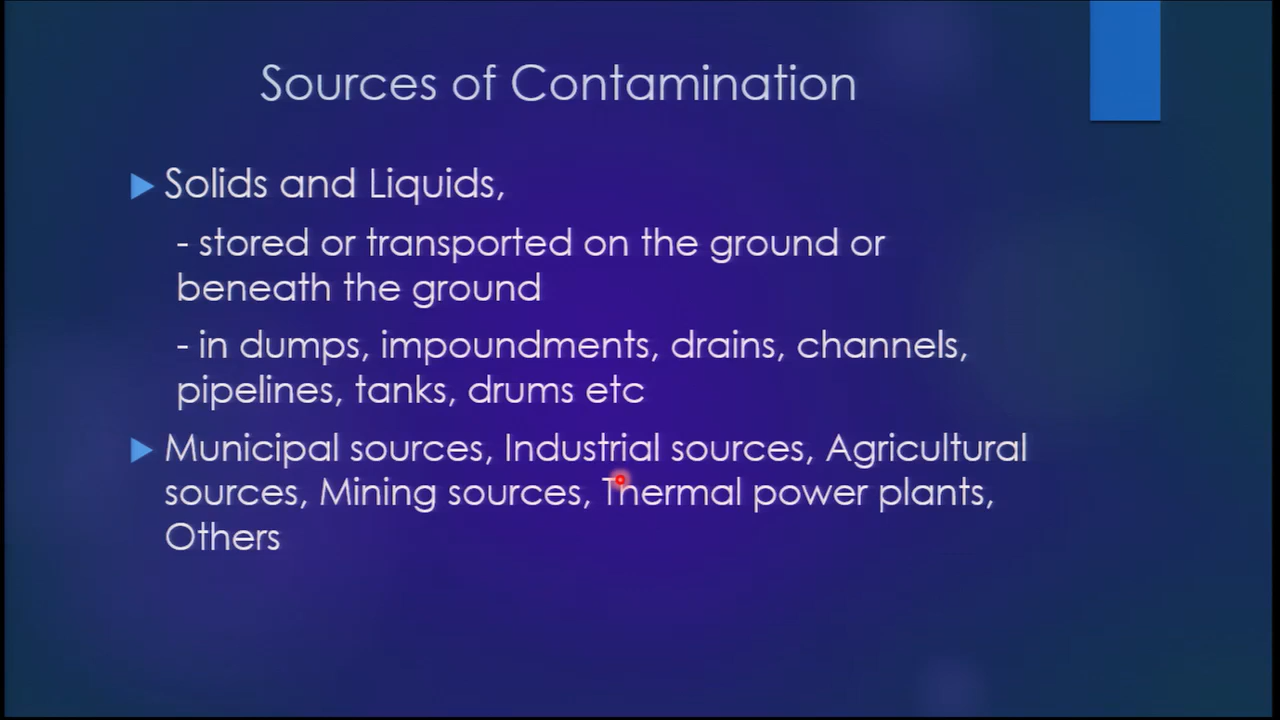 Sources of Contamination
Solids and Liquids,
- stored or transported on the ground or
beneath the ground
- in dumps, impoundments, drains, channels,
pipelines, tanks, drums etc
Municipal sources, Industrial sources, Agricultural
sources, Mining sources, Thermal power plants,
Others